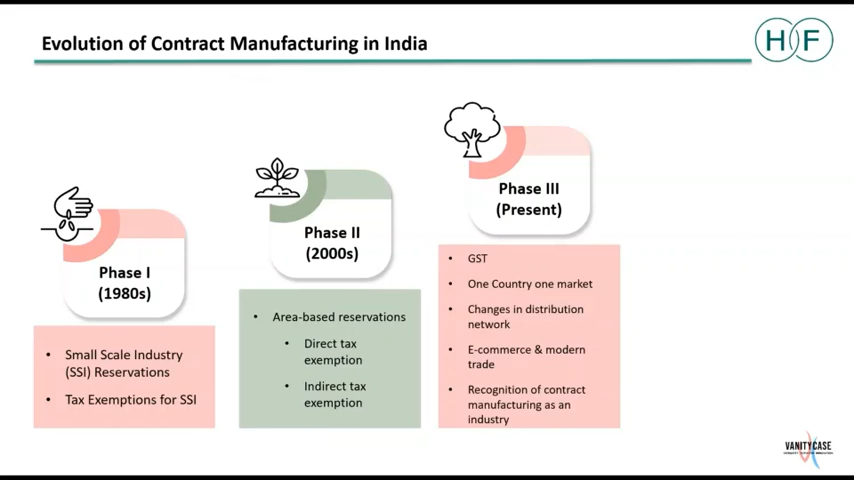 Evolution of Contract Manufacturing in India
H F
Phase I
(1980s)
• Small Scale Industry
(SSI) Reservations
• Tax Exemptions for SSI
Phase II
(2000s)
• Area-based reservations
• Direct tax
exemption
• Indirect tax
exemption
Phase III
(Present)
• GST
• One Country one market
• Changes in distribution
network
• E-commerce & modern
trade
• Recognition of contract
manufacturing as an
industry
VANITYCASE